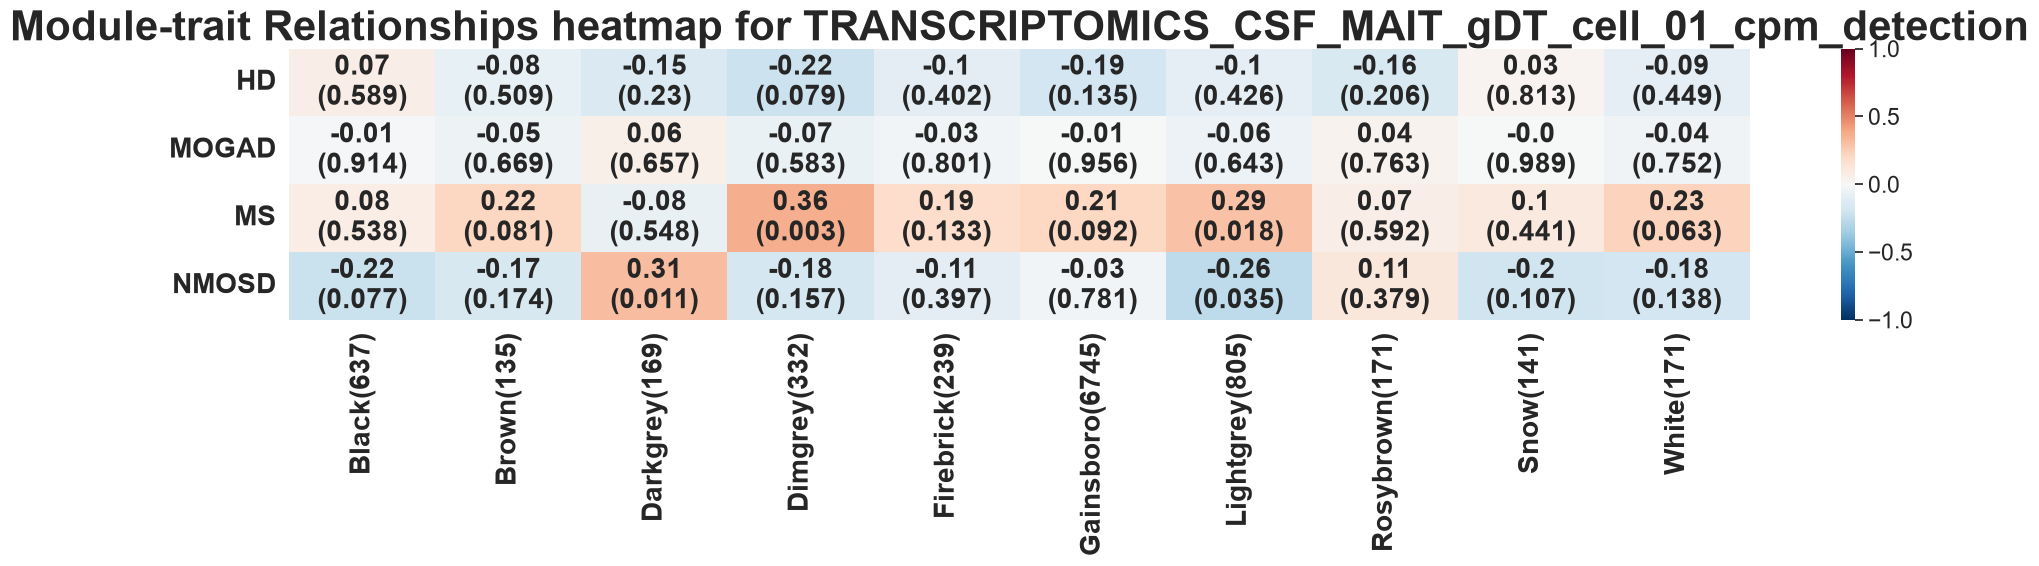 Module-trait Relationships heatmap for TRANSCRIPTOMICS_CSF_MAIT_gDT_cell_01_cpm_detection
HD
0.07 -0.08 -0.15 -0.22 -0.1 -0.19 -0.1 -0.16 0.03 -0.09
(0.589) (0.509) (0.23) (0.079) (0.402) (0.135) (0.426) (0.206) (0.813) (0.449)
MOGAD
-0.01 -0.05 0.06 -0.07 -0.03 -0.01 -0.06 0.04 -0.0 -0.04
(0.914) (0.669) (0.657) (0.583) (0.801) (0.956) (0.643) (0.763) (0.989) (0.752)
MS
0.08 0.22 -0.08 0.36 0.19 0.21 0.29 0.07 0.1 0.23
(0.538) (0.081) (0.548) (0.003) (0.133) (0.092) (0.018) (0.592) (0.441) (0.063)
NMOSD
-0.22 -0.17 0.31 -0.18 -0.11 -0.03 -0.26 0.11 -0.2 -0.18
(0.077) (0.174) (0.011) (0.157) (0.397) (0.781) (0.035) (0.379) (0.107) (0.138)
Black(637)
Brown(135)
Darkgrey(169)
Dimgrey(332)
Firebrick(239)
Gainsboro(6745)
Lightgrey(805)
Rosybrown(171)
Snow(141)
White(171)
1.0
0.5
0.0
−0.5
−1.0